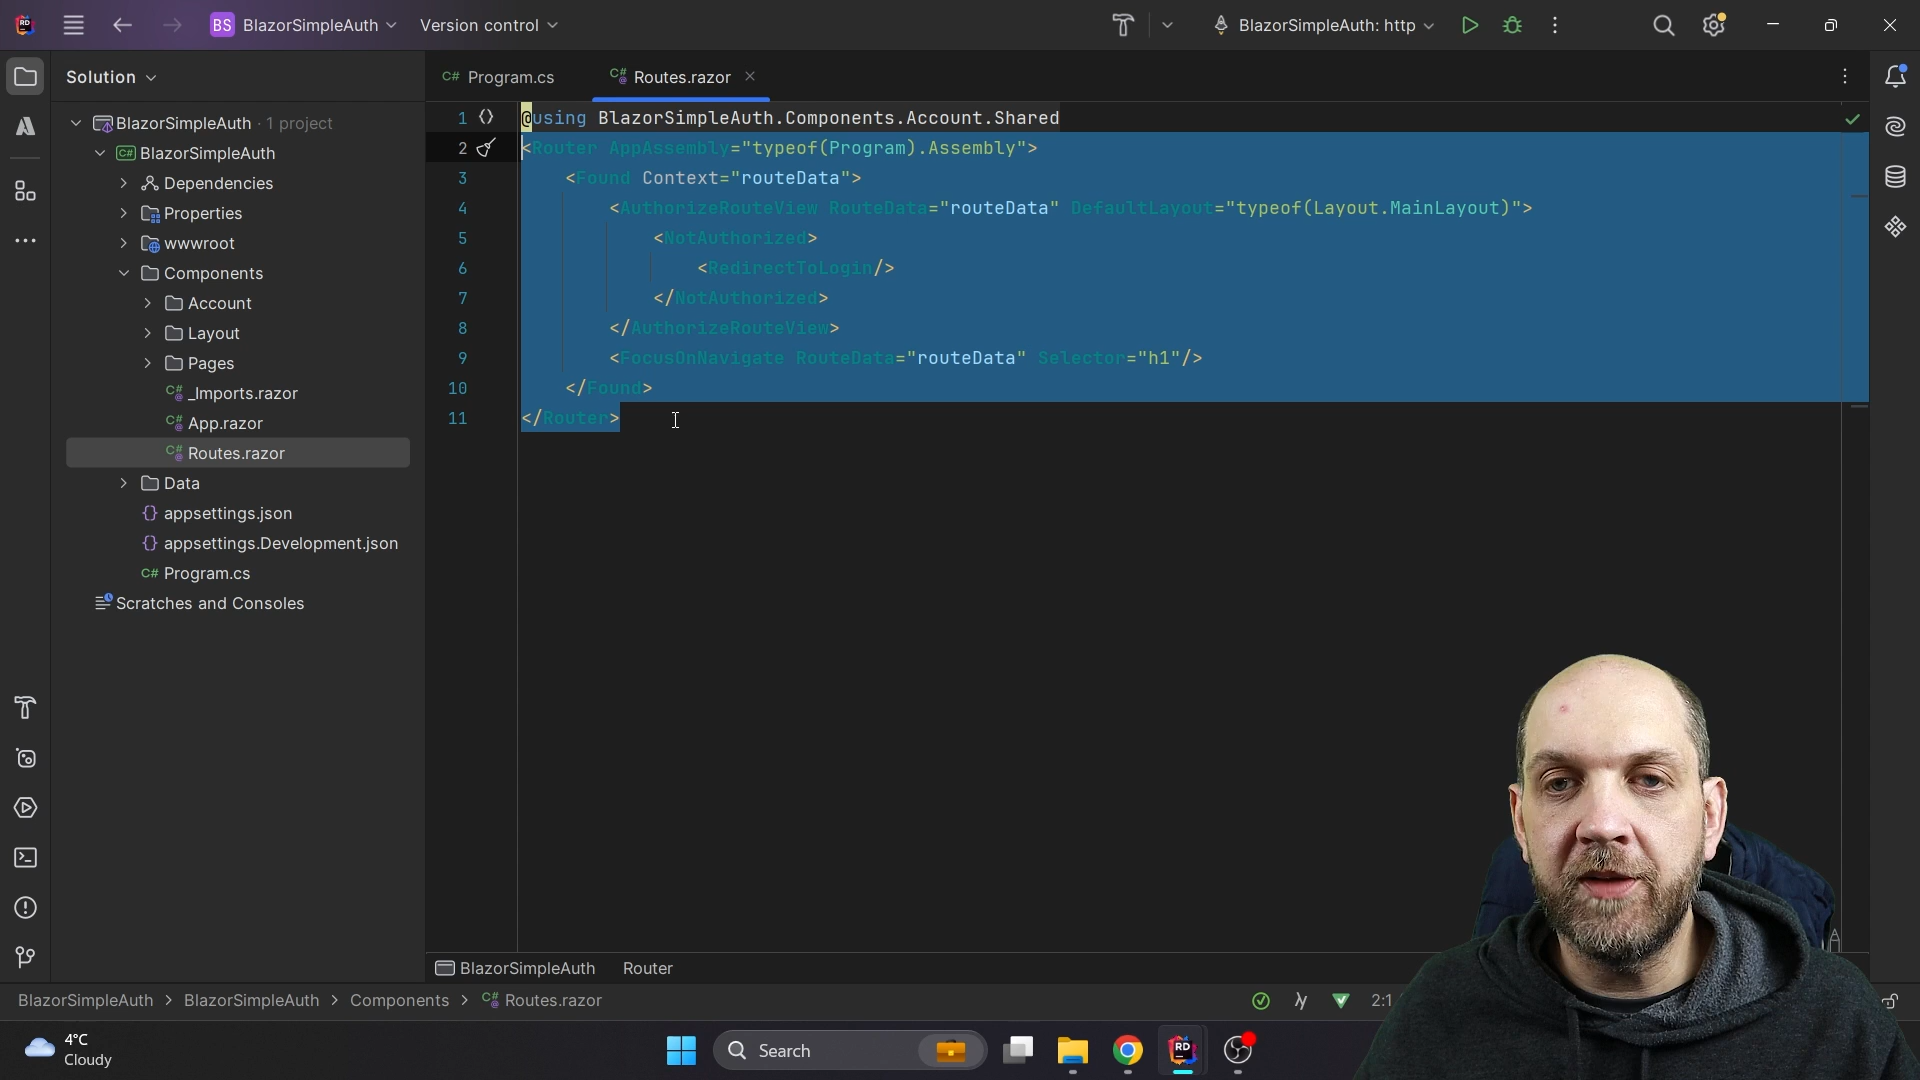 RD
BS BlazorSimpleAuth
Version control
BlazorSimpleAuth: http
Solution
C# Program.cs
C# Routes.razor
BlazorSimpleAuth · 1 project
C# BlazorSimpleAuth
Dependencies
Properties
wwwroot
Components
Account
Layout
Pages
C# _Imports.razor
C# App.razor
C# Routes.razor
Data
{} appsettings.json
{} appsettings.Development.json
C# Program.cs
Scratches and Consoles
1 @using BlazorSimpleAuth.Components.Account.Shared
2 <Router AppAssembly="typeof(Program).Assembly">
3 <Found Context="routeData">
4 <AuthorizeRouteView RouteData="routeData" DefaultLayout="typeof(Layout.MainLayout)">
5 <NotAuthorized>
6 <RedirectToLogin/>
7 </NotAuthorized>
8 </AuthorizeRouteView>
9 <FocusOnNavigate RouteData="routeData" Selector="h1"/>
10 </Found>
11 </Router>
BlazorSimpleAuth Router
BlazorSimpleAuth > BlazorSimpleAuth > Components > C# Routes.razor
2:1
4°C
Cloudy
Search
RD